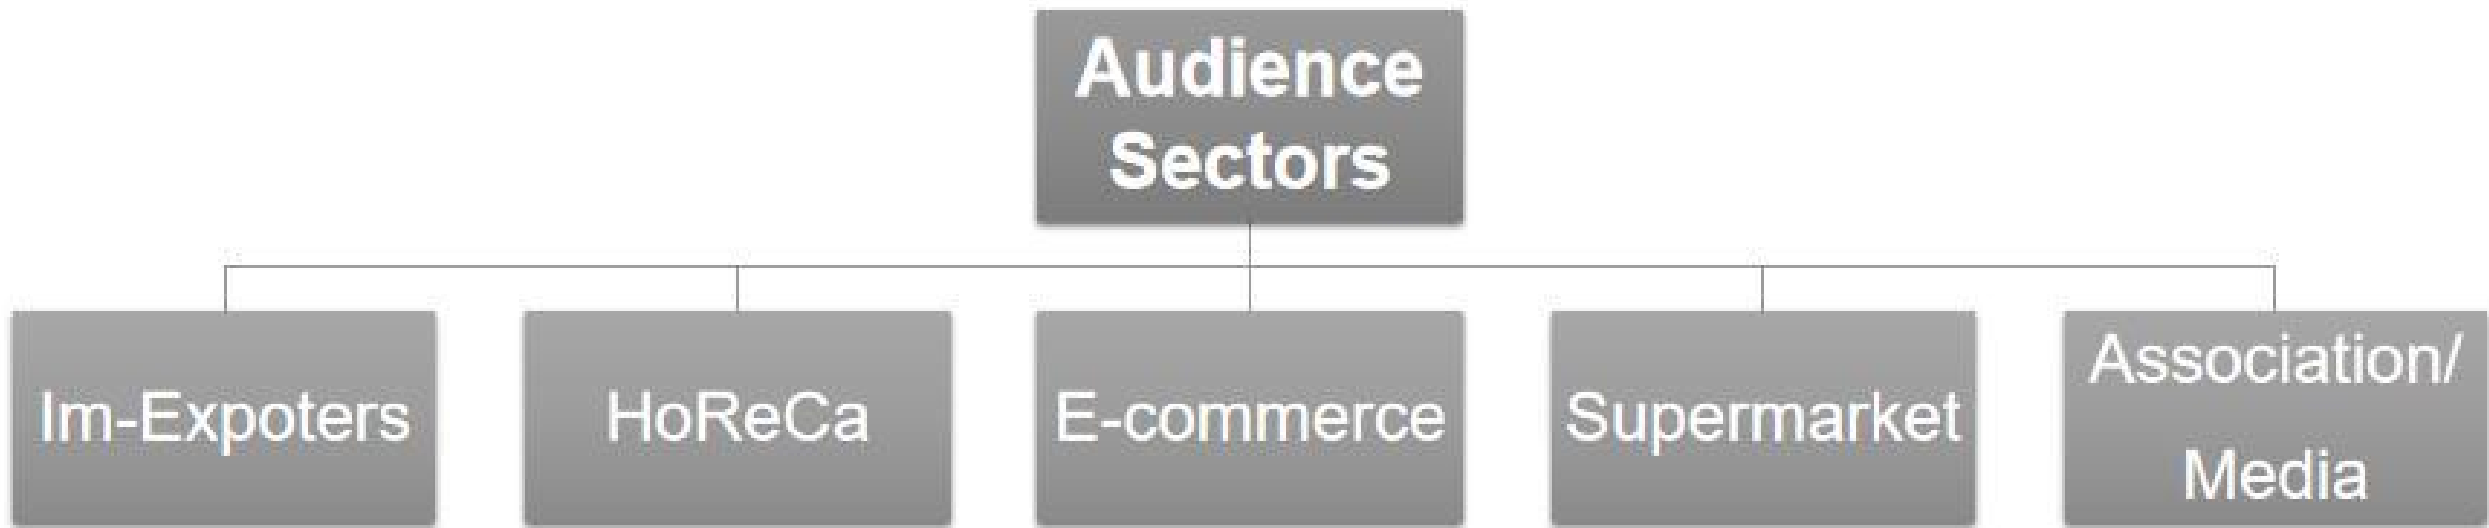 Audience
Sectors
Im-Expoters
HoReCa
E-commerce
Supermarket
Association/
Media